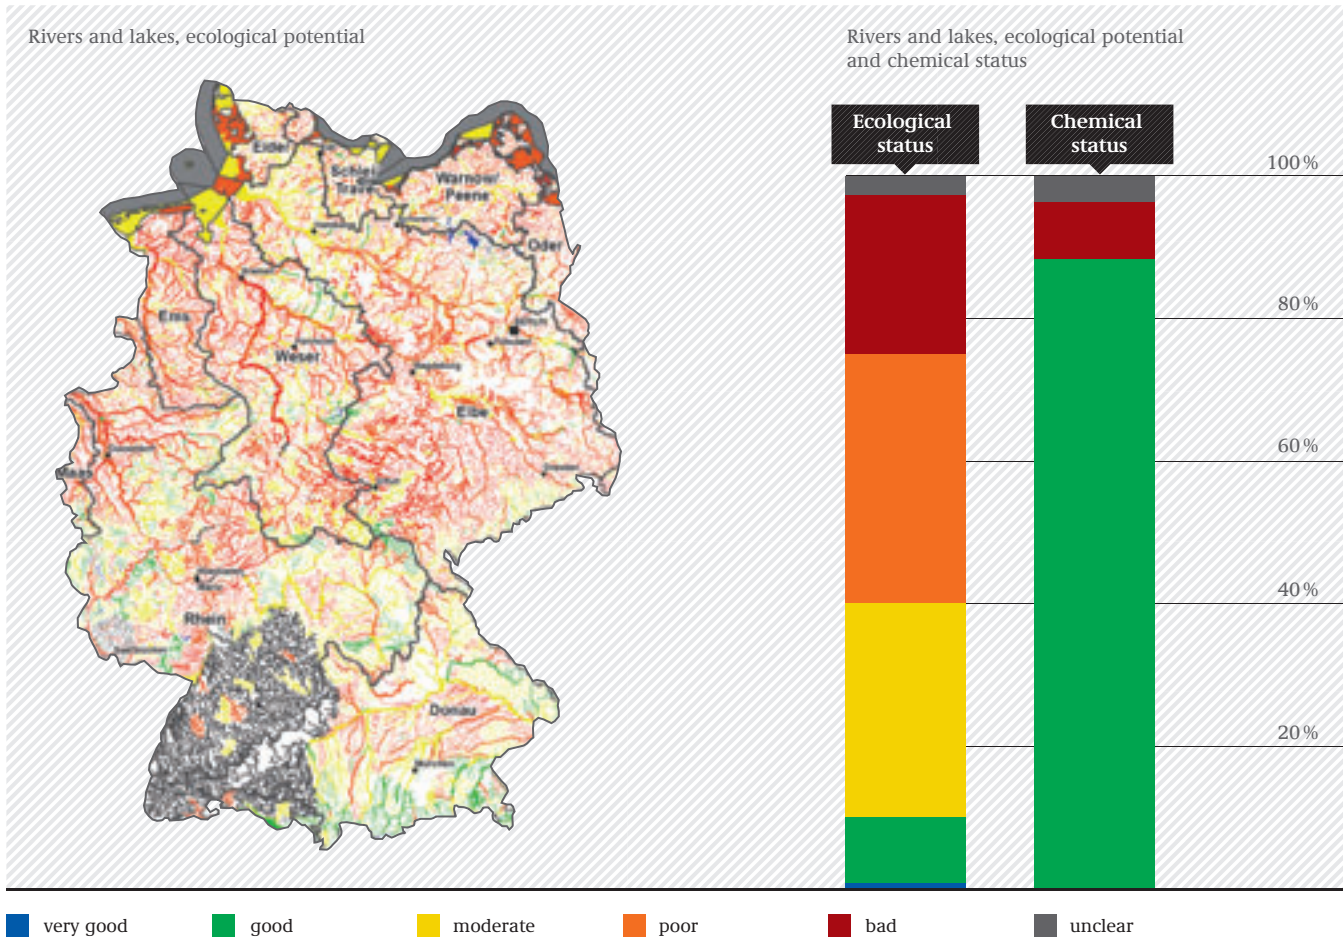 Rivers and lakes, ecological potential
Rivers and lakes, ecological potential
and chemical status
Ecological
status
Chemical
status
100 %
80 %
60 %
40 %
20 %
Eider
Schlei/
Trave
Warnow/
Peene
Oder
Ems
Weser
Elbe
Maas
Rhein
Donau
very good
good
moderate
poor
bad
unclear